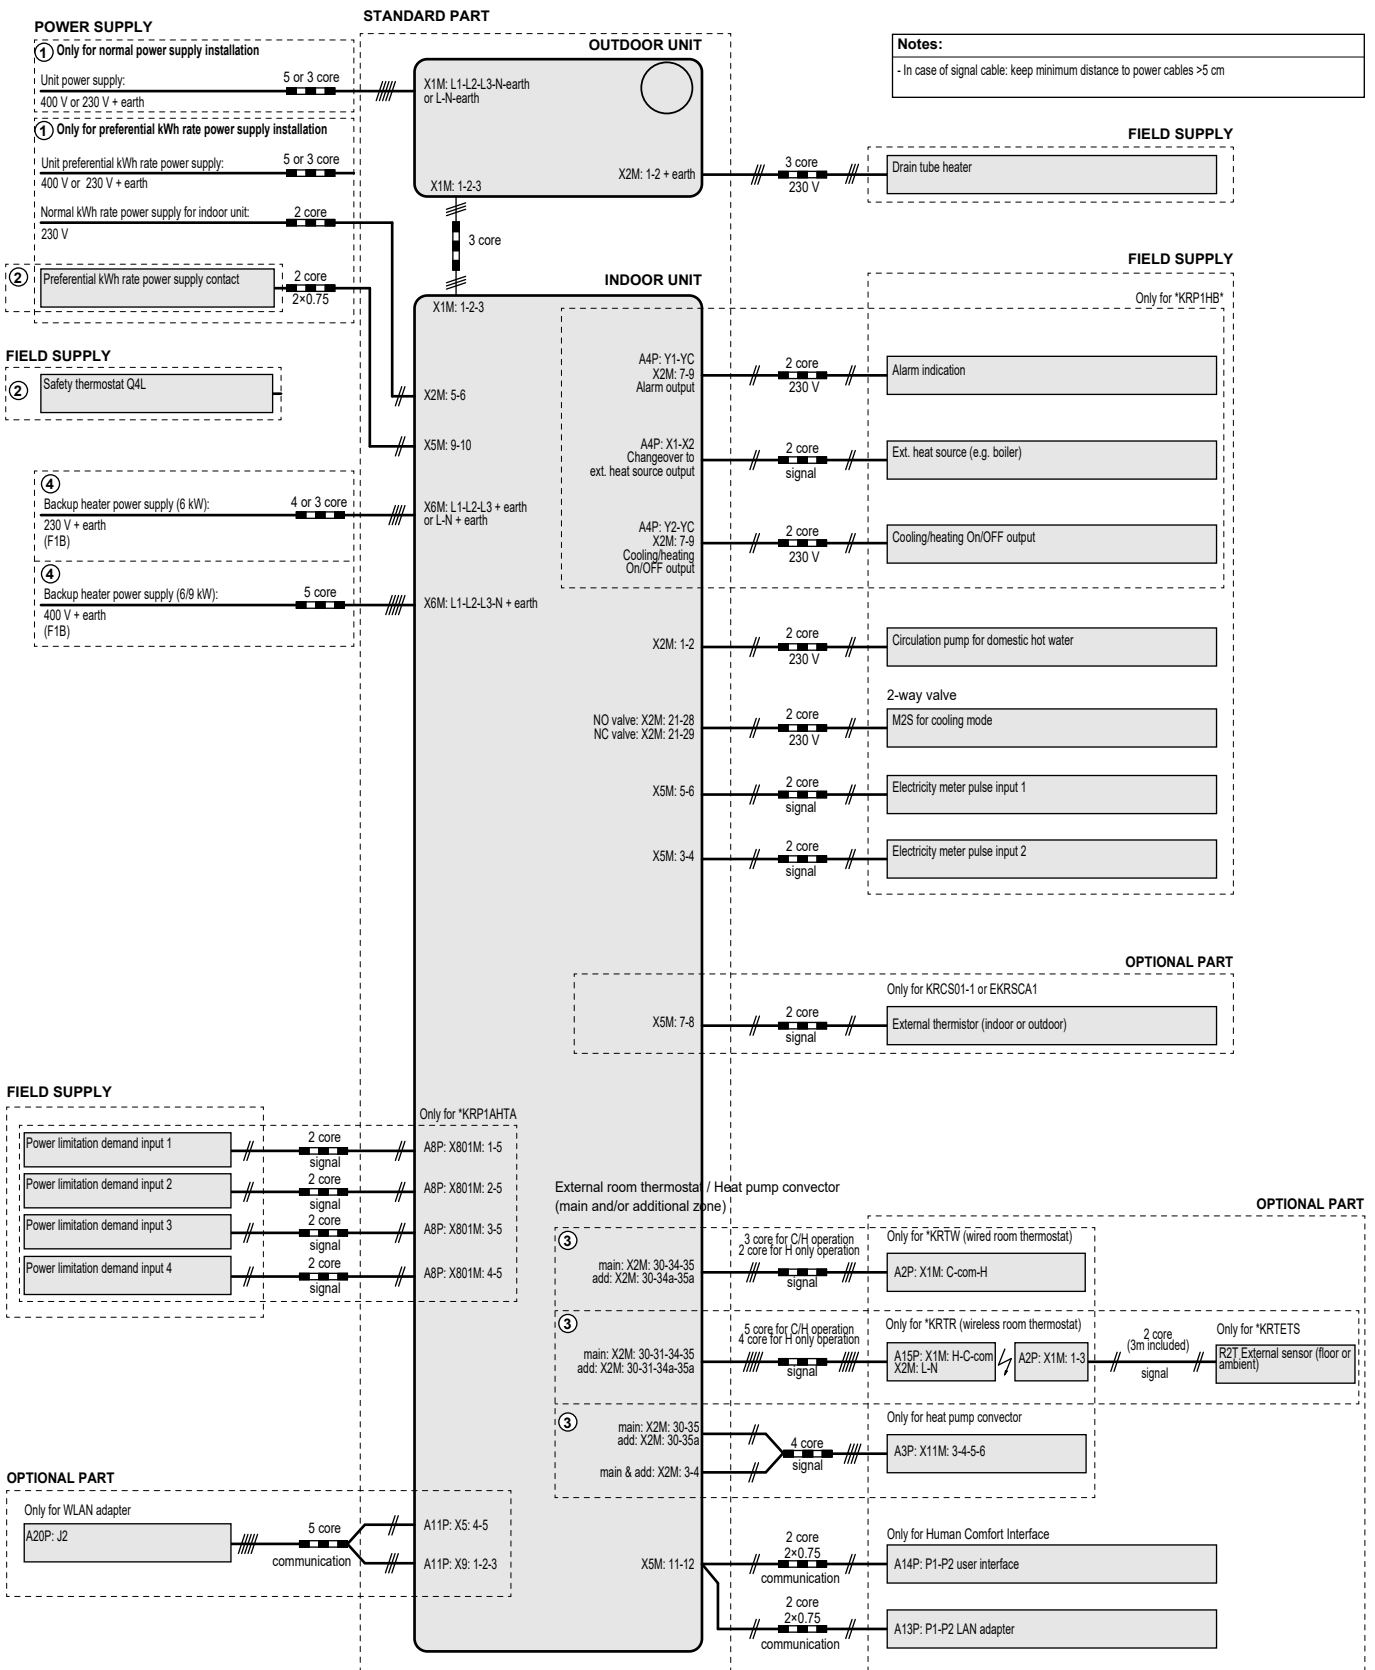 STANDARD PART
POWER SUPPLY
1 Only for normal power supply installation
Unit power supply:
5 or 3 core
400 V or 230 V + earth
1 Only for preferential kWh rate power supply installation
Unit preferential kWh rate power supply:
5 or 3 core
400 V or 230 V + earth
Normal kWh rate power supply for indoor unit:
2 core
230 V
2
Preferential kWh rate power supply contact
2 core
2×0.75
FIELD SUPPLY
2
Safety thermostat Q4L
4
Backup heater power supply (6 kW):
4 or 3 core
230 V + earth
(F1B)
4
Backup heater power supply (6/9 kW):
5 core
400 V + earth
(F1B)
OUTDOOR UNIT
X1M: L1-L2-L3-N-earth
or L-N-earth
X2M: 1-2 + earth
X1M: 1-2-3
3 core
INDOOR UNIT
X1M: 1-2-3
X2M: 5-6
X5M: 9-10
X6M: L1-L2-L3 + earth
or L-N + earth
X6M: L1-L2-L3-N + earth
Notes:
- In case of signal cable: keep minimum distance to power cables >5 cm
FIELD SUPPLY
3 core
230 V
Drain tube heater
FIELD SUPPLY
Only for *KRP1HB*
A4P: Y1-YC
X2M: 7-9
Alarm output
2 core
230 V
Alarm indication
A4P: X1-X2
Changeover to
ext. heat source output
2 core
signal
Ext. heat source (e.g. boiler)
A4P: Y2-YC
X2M: 7-9
Cooling/heating
On/OFF output
2 core
230 V
Cooling/heating On/OFF output
X2M: 1-2
2 core
230 V
Circulation pump for domestic hot water
2-way valve
NO valve: X2M: 21-28
NC valve: X2M: 21-29
2 core
230 V
M2S for cooling mode
X5M: 5-6
2 core
signal
Electricity meter pulse input 1
X5M: 3-4
2 core
signal
Electricity meter pulse input 2
OPTIONAL PART
Only for KRCS01-1 or EKRSCA1
X5M: 7-8
2 core
signal
External thermistor (indoor or outdoor)
FIELD SUPPLY
Only for *KRP1AHTA
Power limitation demand input 1
2 core
signal
A8P: X801M: 1-5
Power limitation demand input 2
2 core
signal
A8P: X801M: 2-5
Power limitation demand input 3
2 core
signal
A8P: X801M: 3-5
Power limitation demand input 4
2 core
signal
A8P: X801M: 4-5
External room thermostat / Heat pump convector
(main and/or additional zone)
OPTIONAL PART
3
main: X2M: 30-34-35
add: X2M: 30-34a-35a
3 core for C/H operation
2 core for H only operation
signal
Only for *KRTW (wired room thermostat)
A2P: X1M: C-com-H
3
main: X2M: 30-31-34-35
add: X2M: 30-31-34a-35a
5 core for C/H operation
4 core for H only operation
signal
Only for *KRTR (wireless room thermostat)
A15P: X1M: H-C-com
X2M: L-N
A2P: X1M: 1-3
2 core
(3m included)
signal
Only for *KRTETS
R2T External sensor (floor or
ambient)
3
main: X2M: 30-35
add: X2M: 30-35a
main & add: X2M: 3-4
4 core
signal
Only for heat pump convector
A3P: X11M: 3-4-5-6
OPTIONAL PART
Only for WLAN adapter
A20P: J2
5 core
communication
A11P: X5: 4-5
A11P: X9: 1-2-3
X5M: 11-12
2 core
2×0.75
communication
Only for Human Comfort Interface
A14P: P1-P2 user interface
2 core
2×0.75
communication
A13P: P1-P2 LAN adapter